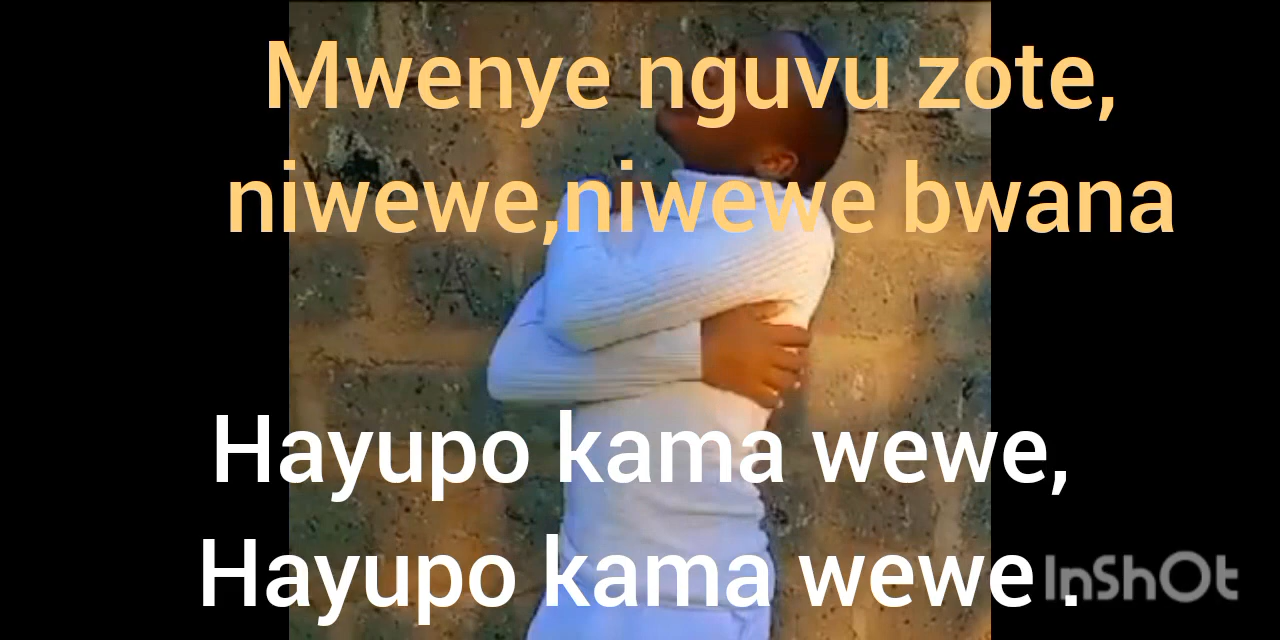 Mwenye nguvu zote,
niwewe,niwewe bwana
Hayupo kama wewe,
Hayupo kama wewe .
InShOt